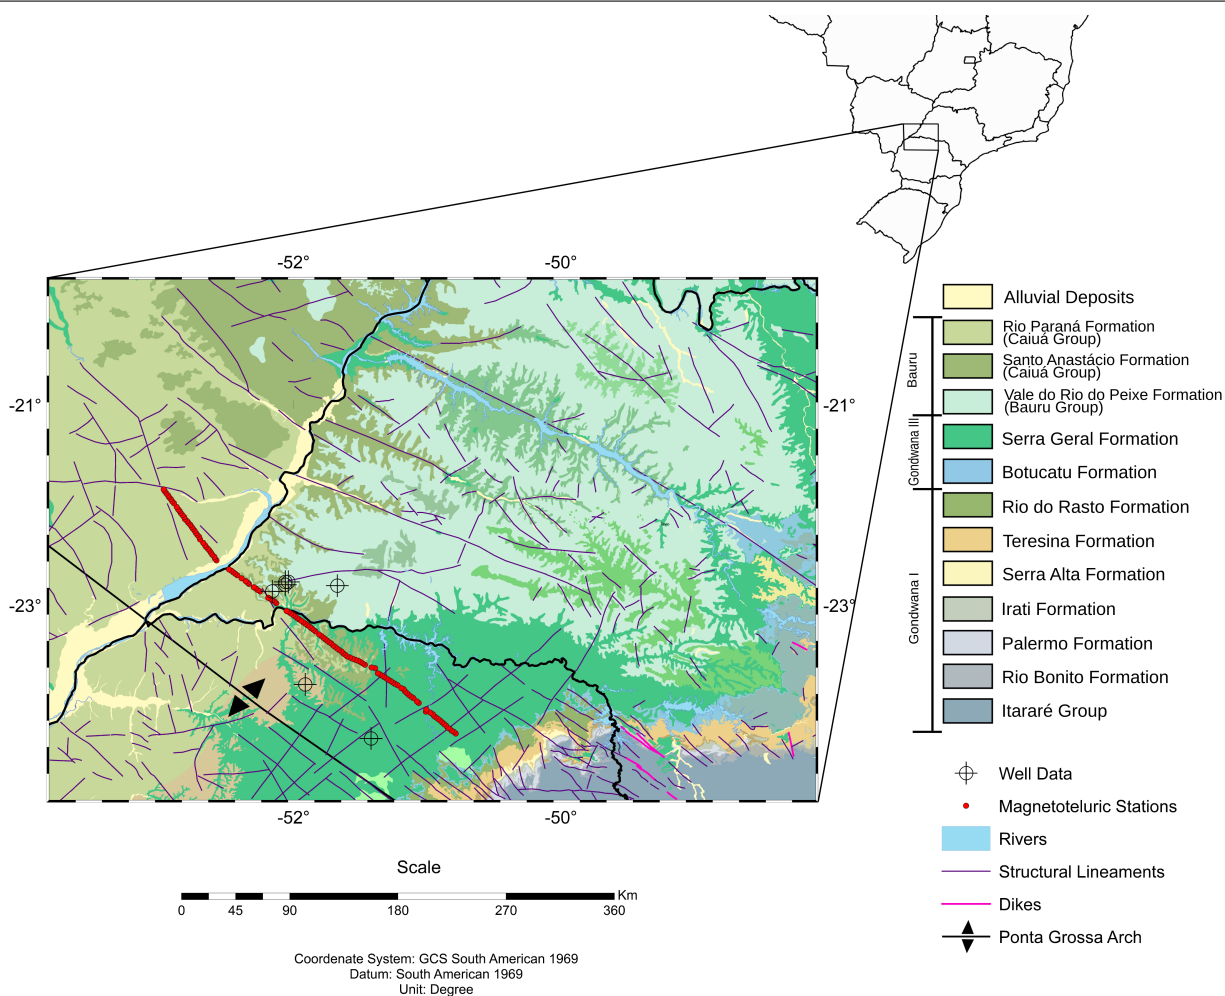 -52°
-50°
-21°
-21°
-23°
-23°
-52°
-50°
Alluvial Deposits
Bauru
Rio Paraná Formation
(Caiuá Group)
Santo Anastácio Formation
(Caiuá Group)
Vale do Rio do Peixe Formation
(Bauru Group)
Gondwana III
Serra Geral Formation
Botucatu Formation
Gondwana I
Rio do Rasto Formation
Teresina Formation
Serra Alta Formation
Irati Formation
Palermo Formation
Rio Bonito Formation
Itararé Group
Well Data
Magnetoteluric Stations
Rivers
Structural Lineaments
Dikes
Ponta Grossa Arch
Scale
Km
0 45 90 180 270 360
Coordenate System: GCS South American 1969
Datum: South American 1969
Unit: Degree